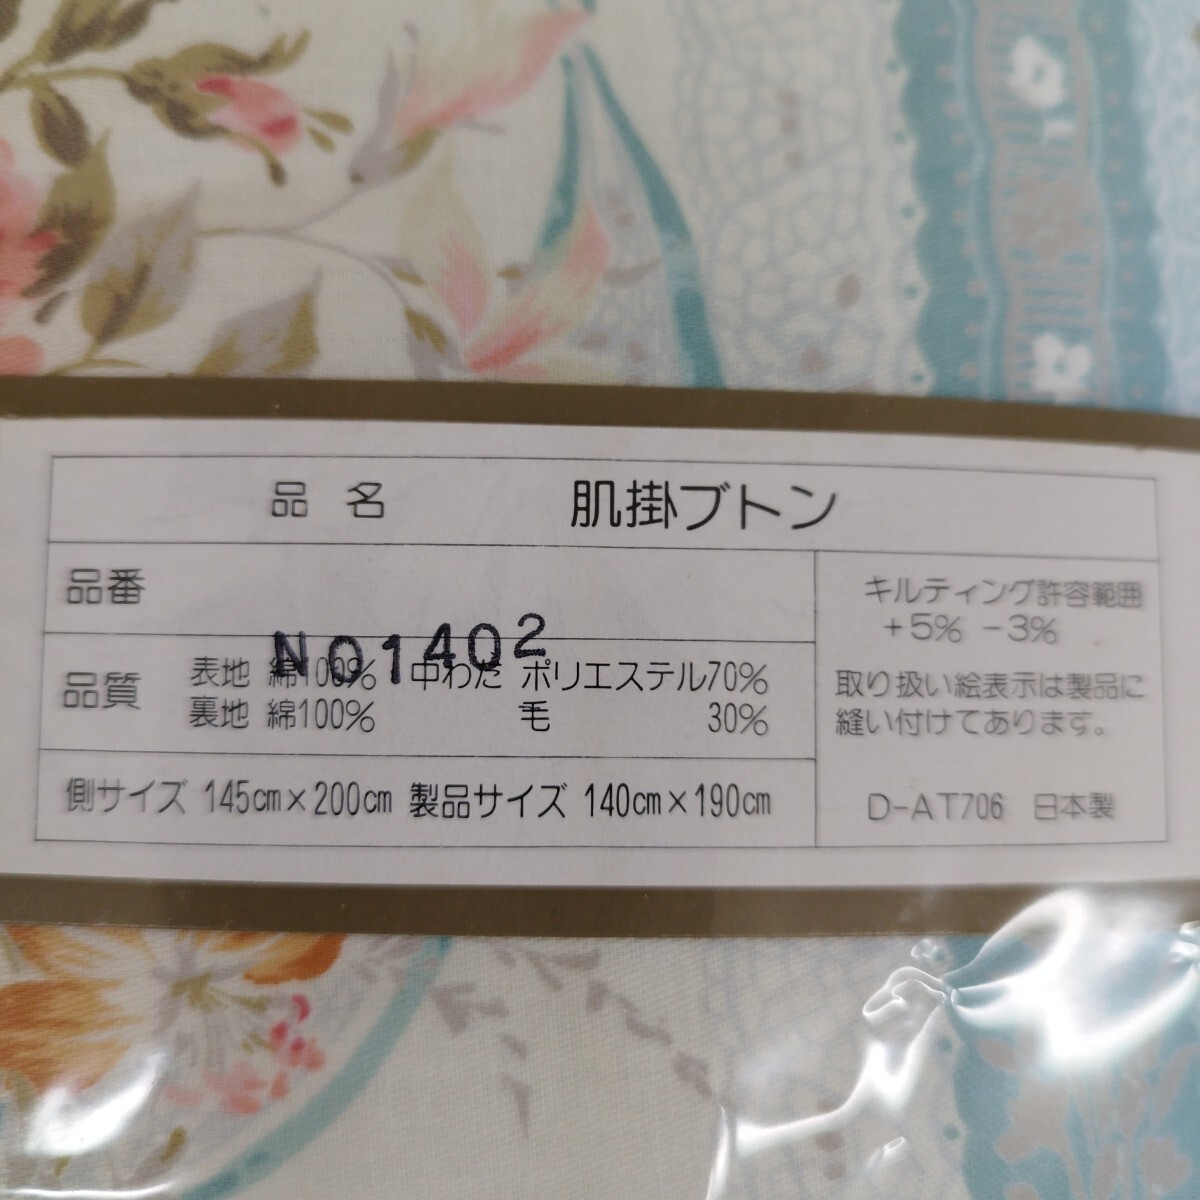 品名 肌掛ブトン
品番
NO1402
品質 表地 綿100% 中わた ポリエステル70%
裏地 綿100% 毛 30%
側サイズ 145cm×200cm 製品サイズ 140cm×190cm
キルティング許容範囲
+5% -3%
取り扱い絵表示は製品に
縫い付けてあります。
D-AT706 日本製